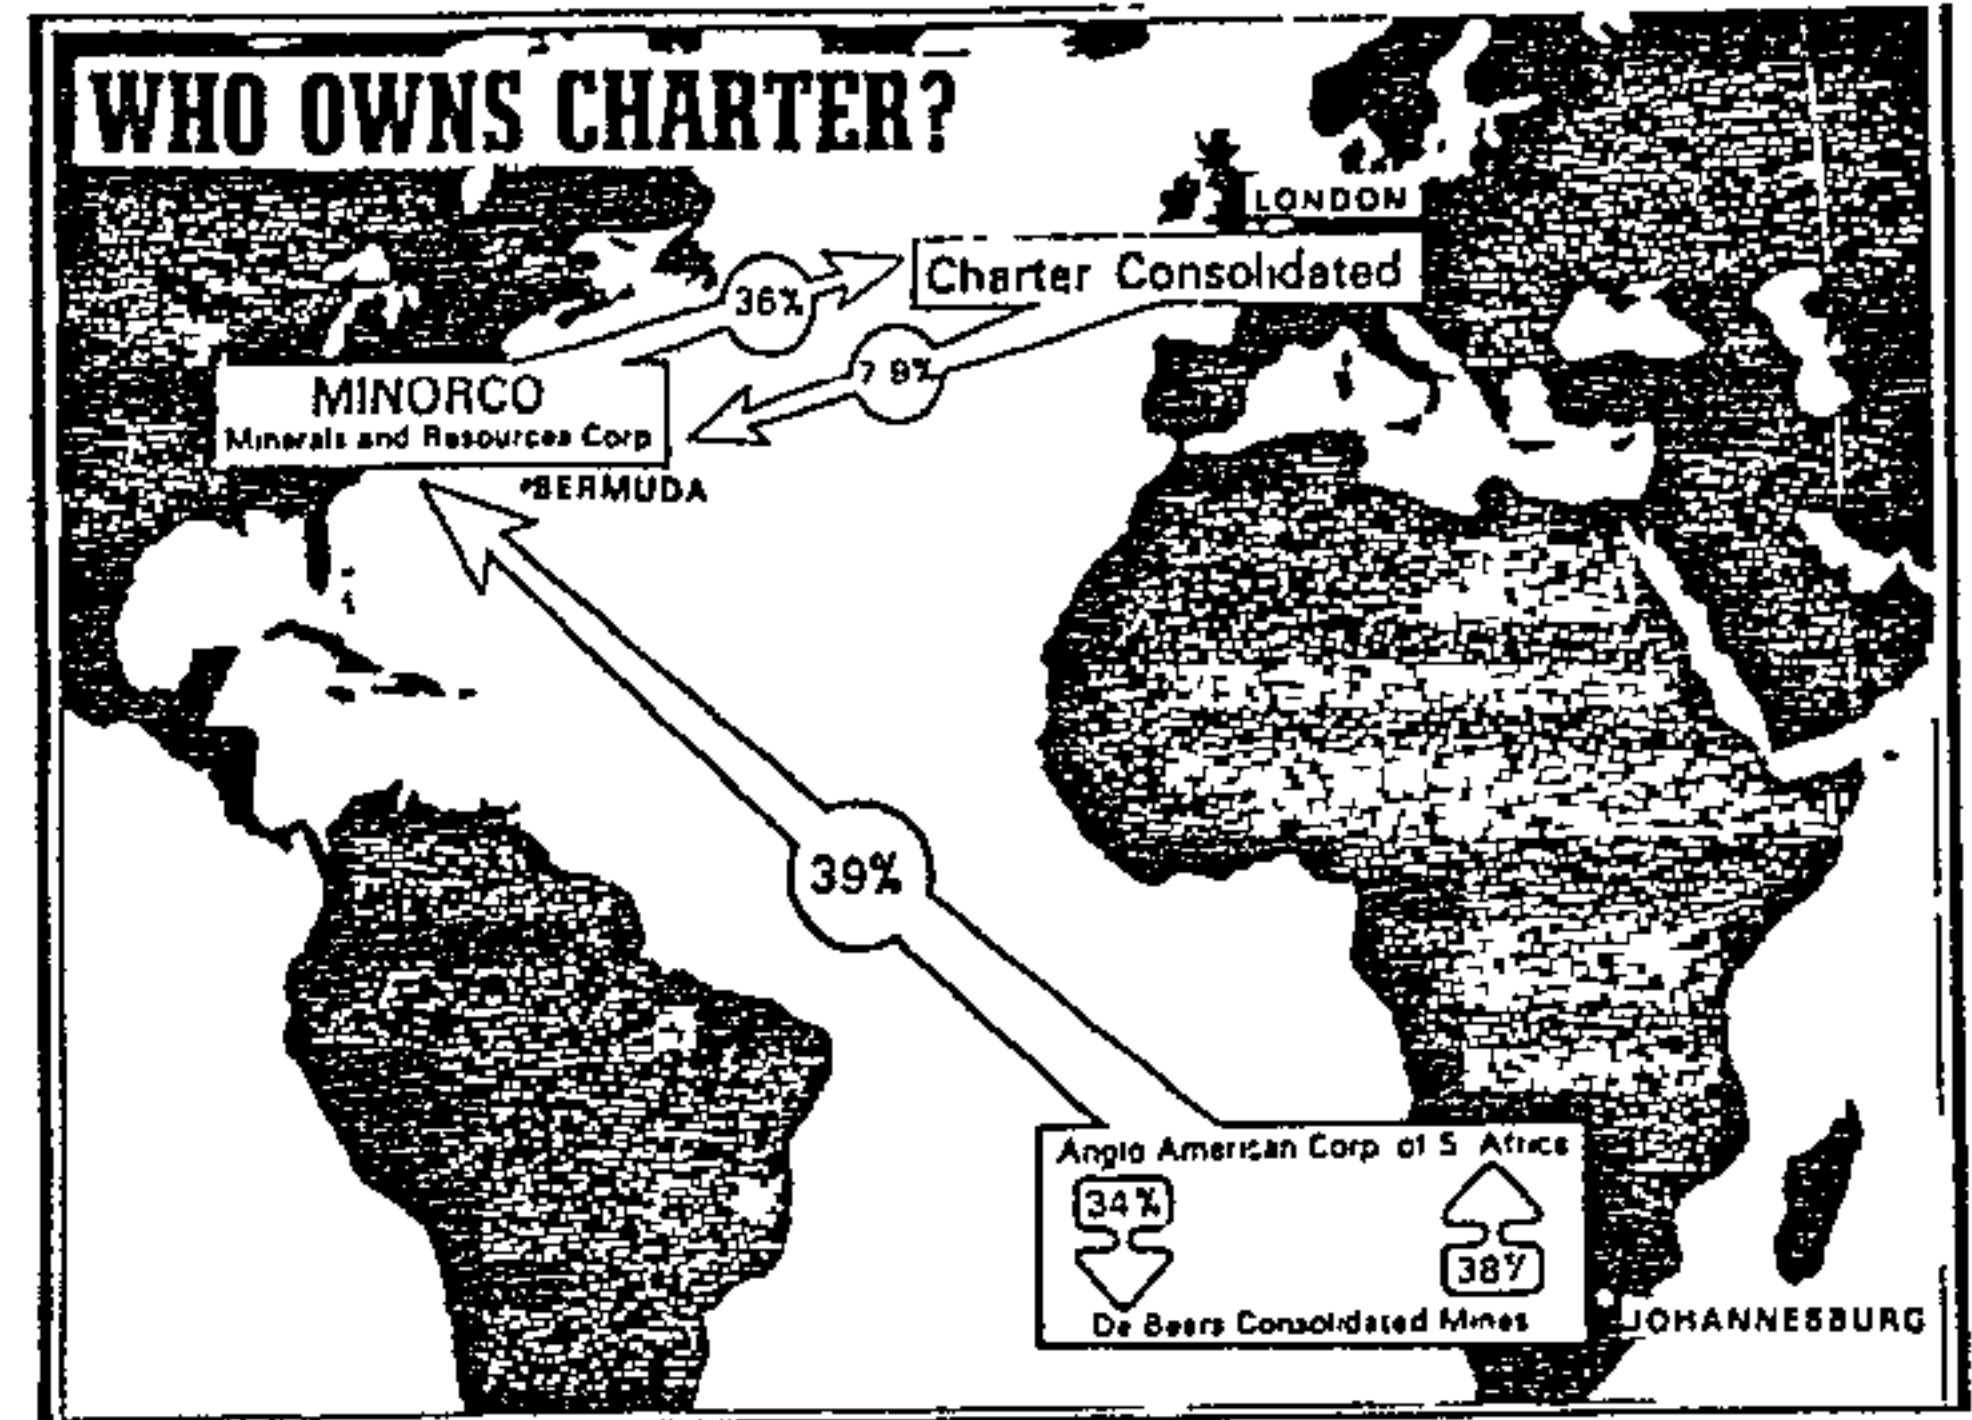 WHO OWNS CHARTER?
LONDON
Charter Consolidated
36%
7 9%
MINORCO
Minerals and Resources Corp
BERMUDA
39%
Anglo American Corp of S Africa
34%
38%
De Beers Consolidated Mines
JOHANNESBURG